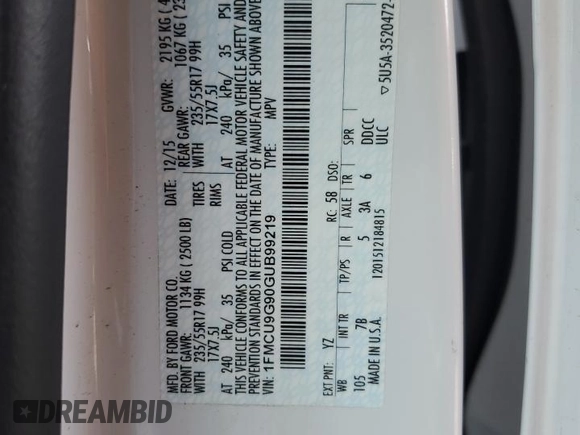 MFD. BY FORD MOTOR CO.
DATE: 12/15
GVWR: 2195 KG
FRONT GAWR: 1134 KG (2500 LB)
REAR GAWR: 1067 KG
WITH
235/55R17 99H TIRES
WITH 235/55R17 99H
17X7.5J RIMS
17X7.5J
AT 240 kPa/ 35 PSI COLD
AT 240 kPa/ 35 PSI
THIS VEHICLE CONFORMS TO ALL APPLICABLE FEDERAL MOTOR VEHICLE SAFETY AND
PREVENTION STANDARDS IN EFFECT ON THE DATE OF MANUFACTURE SHOWN ABOVE
VIN: 1FMCU9G90GUB99219
TYPE: MPV
EXT PNT: YZ RC: 58 DSO:
WB INT TR TP/PS R AXLE TR SPR
105 7B 5 3A 6 DDCC
MADE IN U.S.A. 1201512184815 ULC
5U5A-3520472-
DREAMBID